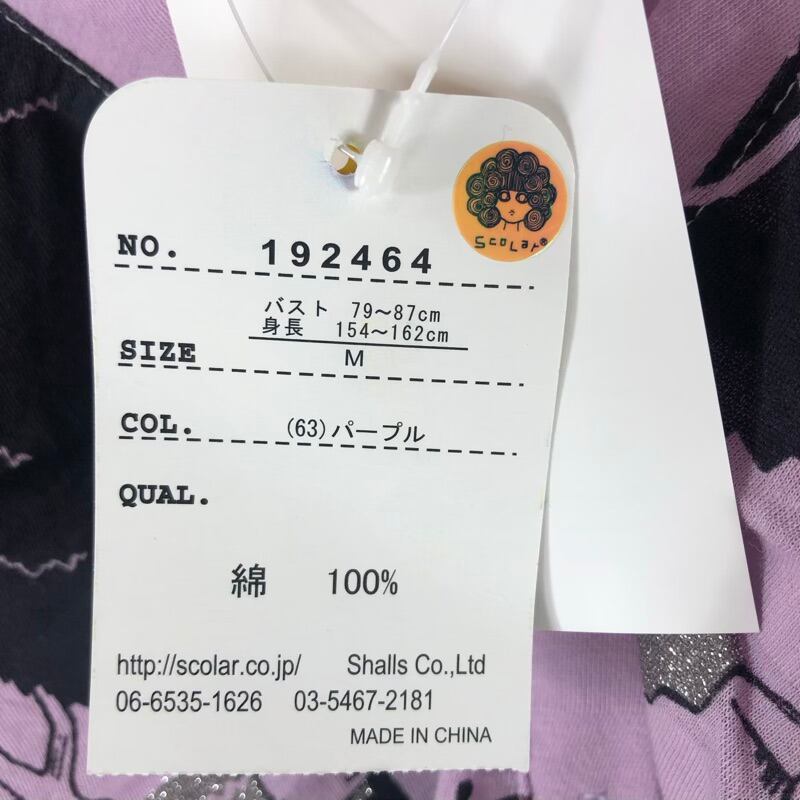 ScoLar®
NO. 192464
バスト 79～87cm
身長 154～162cm
SIZE M
COL. (63)パープル
QUAL.
綿 100%
http://scolar.co.jp/ Shalls Co.,Ltd
06-6535-1626 03-5467-2181
MADE IN CHINA